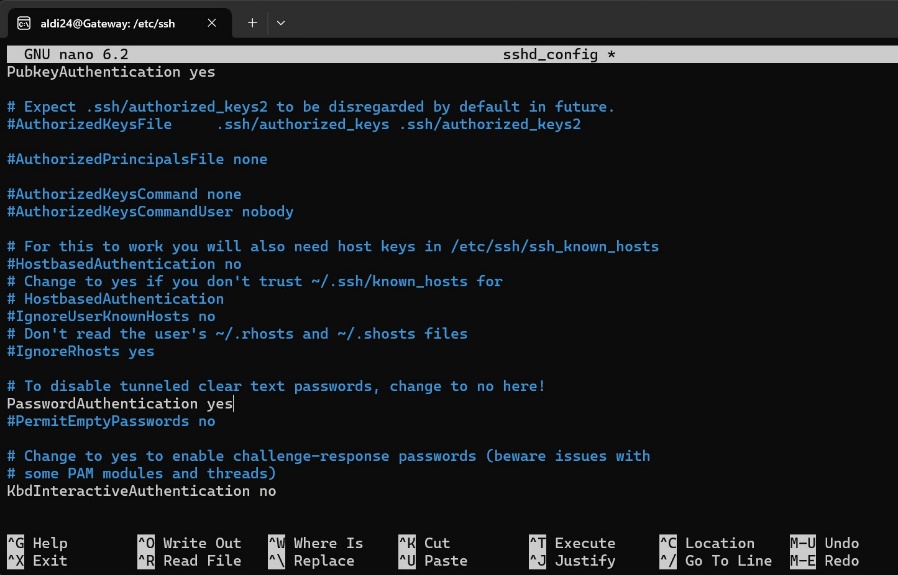 aldi24@Gateway: /etc/ssh
GNU nano 6.2 sshd_config *
PubkeyAuthentication yes
# Expect .ssh/authorized_keys2 to be disregarded by default in future.
#AuthorizedKeysFile .ssh/authorized_keys .ssh/authorized_keys2
#AuthorizedPrincipalsFile none
#AuthorizedKeysCommand none
#AuthorizedKeysCommandUser nobody
# For this to work you will also need host keys in /etc/ssh/ssh_known_hosts
#HostbasedAuthentication no
# Change to yes if you don't trust ~/.ssh/known_hosts for
# HostbasedAuthentication
#IgnoreUserKnownHosts no
# Don't read the user's ~/.rhosts and ~/.shosts files
#IgnoreRhosts yes
# To disable tunneled clear text passwords, change to no here!
PasswordAuthentication yes
#PermitEmptyPasswords no
# Change to yes to enable challenge-response passwords (beware issues with
# some PAM modules and threads)
KbdInteractiveAuthentication no
^G Help ^O Write Out ^W Where Is ^K Cut ^T Execute ^C Location M-U Undo
^X Exit ^R Read File ^\ Replace ^U Paste ^J Justify ^/ Go To Line M-E Redo